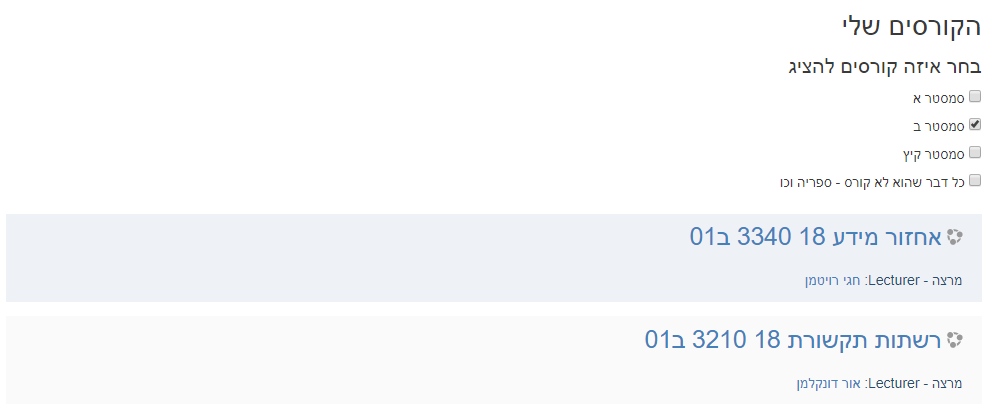 הקורסים שלי
בחר איזה קורסים להציג
סמסטר א
סמסטר ב
סמסטר קיץ
כל דבר שהוא לא קורס - ספריה וכו
אחזור מידע 18 3340 ב01
מרצה - Lecturer: חגי רויטמן
רשתות תקשורת 18 3210 ב01
מרצה - Lecturer: אור דונקלמן